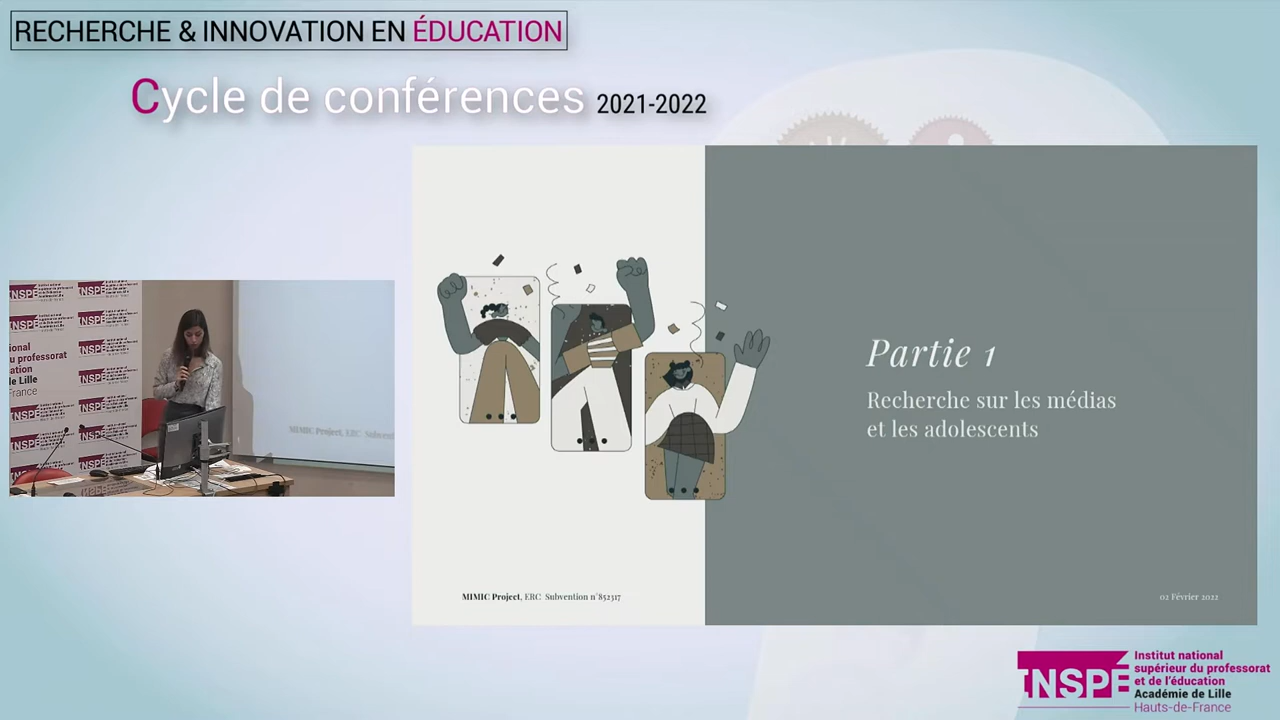 RECHERCHE & INNOVATION EN ÉDUCATION
Cycle de conférences 2021-2022
Partie 1
Recherche sur les médias
et les adolescents
MIMIC Project, ERC Subvention n°852317
02 Février 2022
INSPÉ
Institut national
supérieur du professorat
et de l'éducation
Académie de Lille
Hauts-de-France